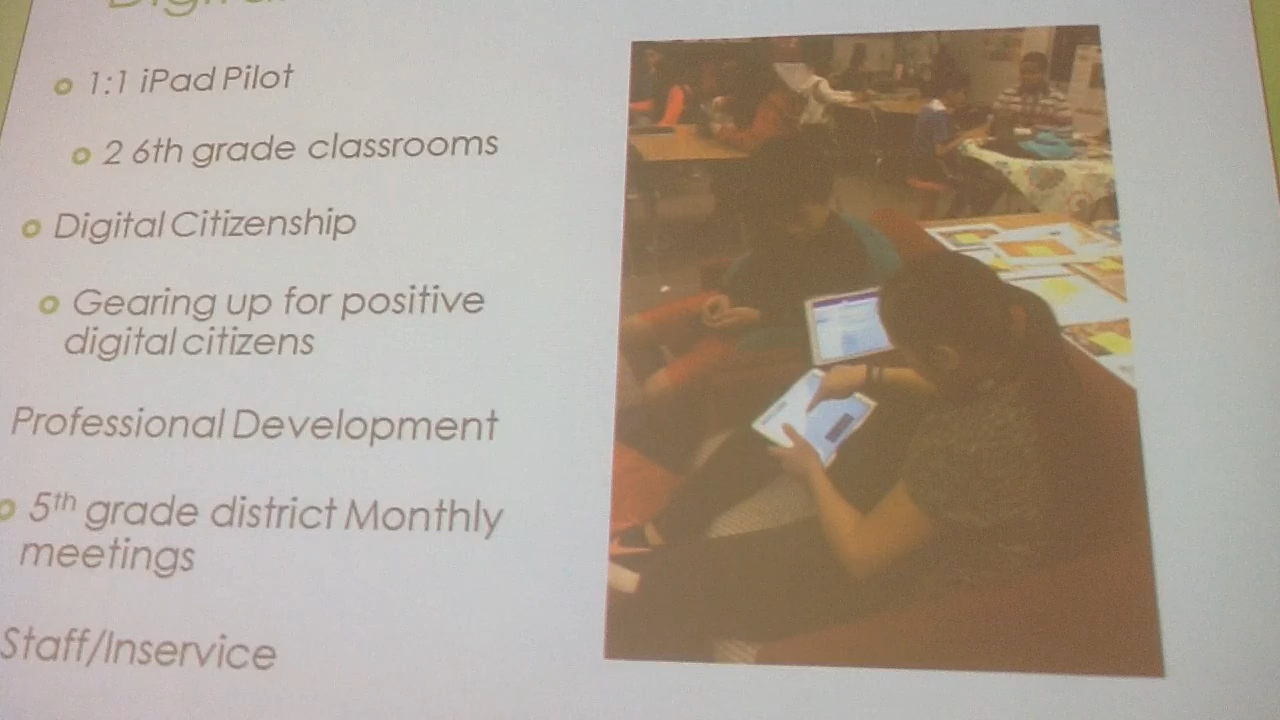 1:1 iPad Pilot
2 6th grade classrooms
Digital Citizenship
Gearing up for positive
digital citizens
Professional Development
5th grade district Monthly
meetings
Staff/Inservice